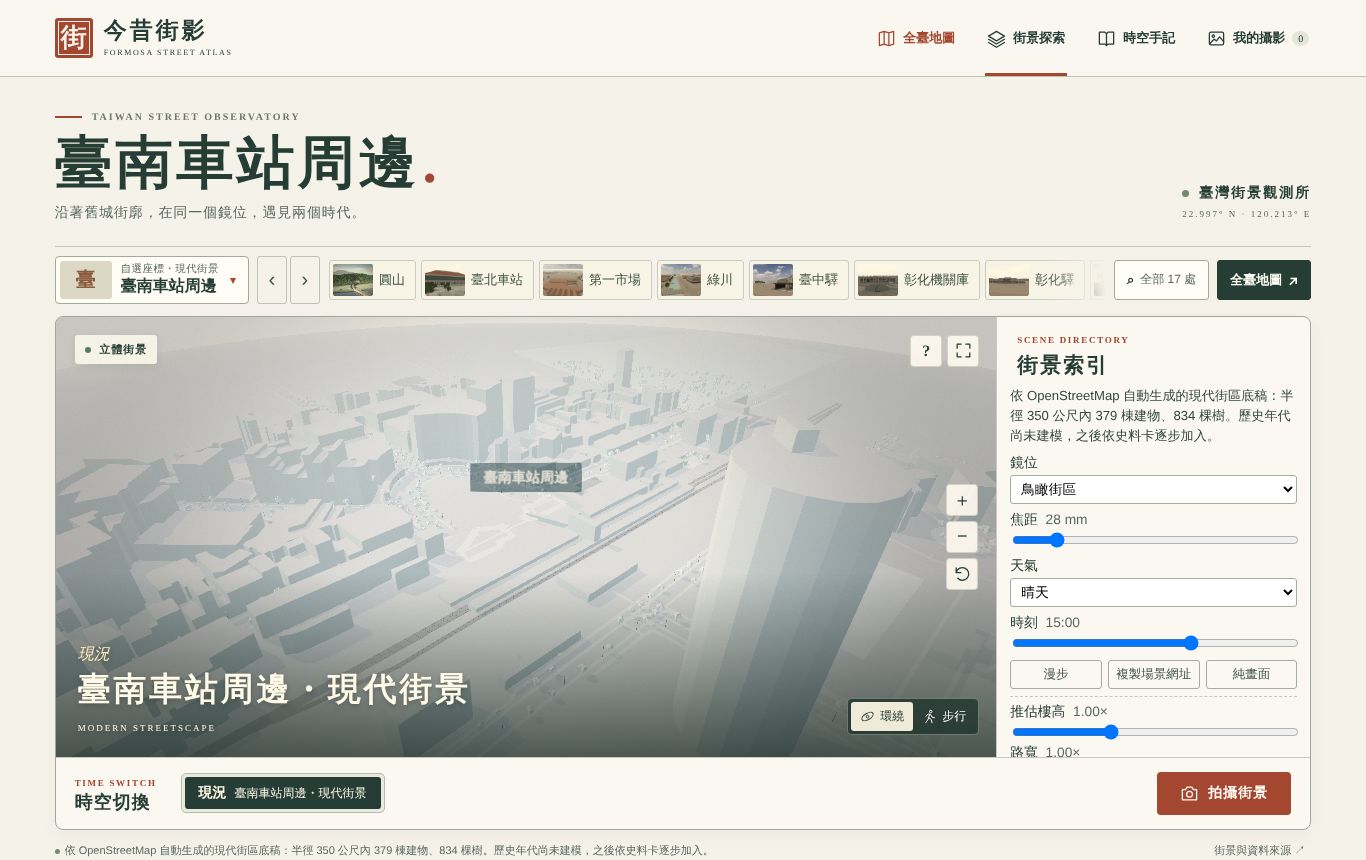 街
今昔街影
FORMOSA STREET ATLAS
全臺地圖
街景探索
時空手記
我的攝影 0
TAIWAN STREET OBSERVATORY
臺南車站周邊.
沿著舊城街廓，在同一個鏡位，遇見兩個時代。
臺灣街景觀測所
22.997° N · 120.213° E
臺
自選座標・現代街景
臺南車站周邊 ▼
‹ ›
圓山
臺北車站
第一市場
綠川
臺中驛
彰化機關庫
彰化驛
⌕ 全部 17 處
全臺地圖 ↗
立體街景
?
臺南車站周邊
+
−
現況
臺南車站周邊・現代街景
MODERN STREETSCAPE
環繞
步行
SCENE DIRECTORY
街景索引
依 OpenStreetMap 自動生成的現代街區底稿：半
徑 350 公尺內 379 棟建物、834 棵樹。歷史年代
尚未建模，之後依史料卡逐步加入。
鏡位
鳥瞰街區
焦距 28 mm
天氣
晴天
時刻 15:00
漫步
複製場景網址
純畫面
推估樓高 1.00×
路寬 1.00×
TIME SWITCH
時空切換
現況 臺南車站周邊・現代街景
拍攝街景
依 OpenStreetMap 自動生成的現代街區底稿：半徑 350 公尺內 379 棟建物、834 棵樹。歷史年代尚未建模，之後依史料卡逐步加入。
街景與資料來源 ↗